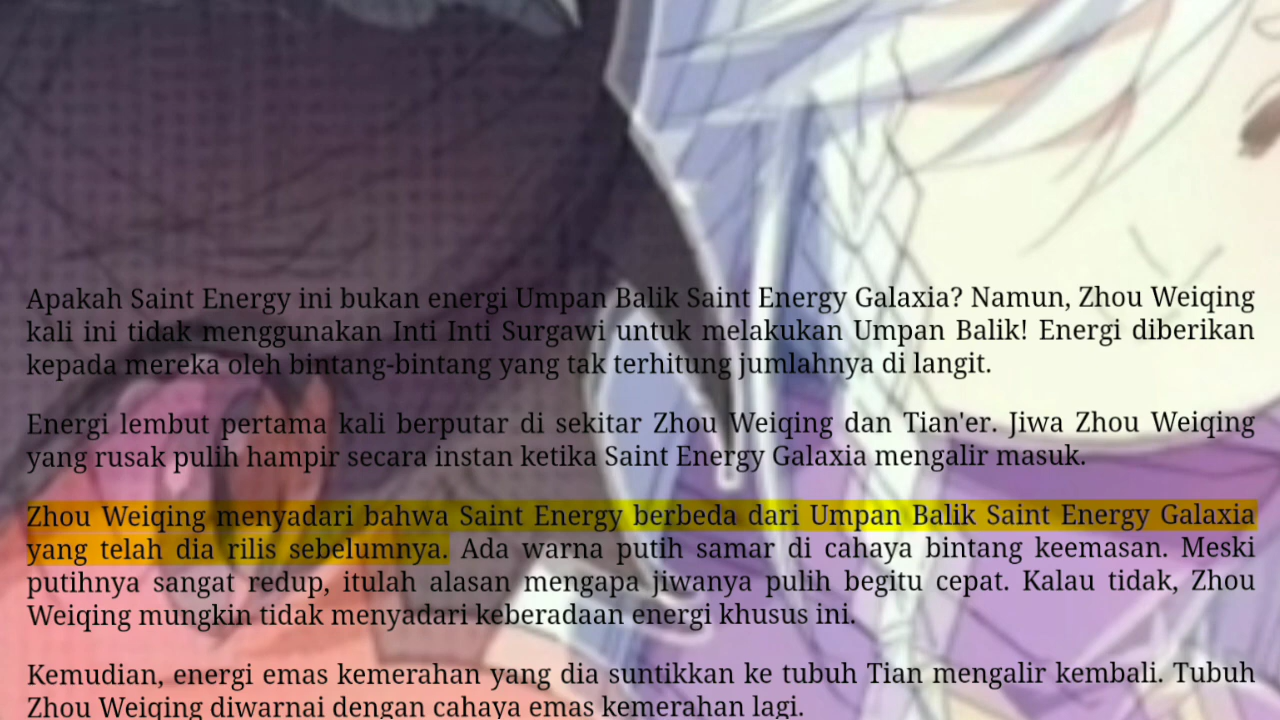 Apakah Saint Energy ini bukan energi Umpan Balik Saint Energy Galaxia? Namun, Zhou Weiqing
kali ini tidak menggunakan Inti Inti Surgawi untuk melakukan Umpan Balik! Energi diberikan
kepada mereka oleh bintang-bintang yang tak terhitung jumlahnya di langit.
Energi lembut pertama kali berputar di sekitar Zhou Weiqing dan Tian'er. Jiwa Zhou Weiqing
yang rusak pulih hampir secara instan ketika Saint Energy Galaxia mengalir masuk.
Zhou Weiqing menyadari bahwa Saint Energy berbeda dari Umpan Balik Saint Energy Galaxia
yang telah dia rilis sebelumnya. Ada warna putih samar di cahaya bintang keemasan. Meski
putihnya sangat redup, itulah alasan mengapa jiwanya pulih begitu cepat. Kalau tidak, Zhou
Weiqing mungkin tidak menyadari keberadaan energi khusus ini.
Kemudian, energi emas kemerahan yang dia suntikkan ke tubuh Tian mengalir kembali. Tubuh
Zhou Weiqing diwarnai dengan cahaya emas kemerahan lagi.